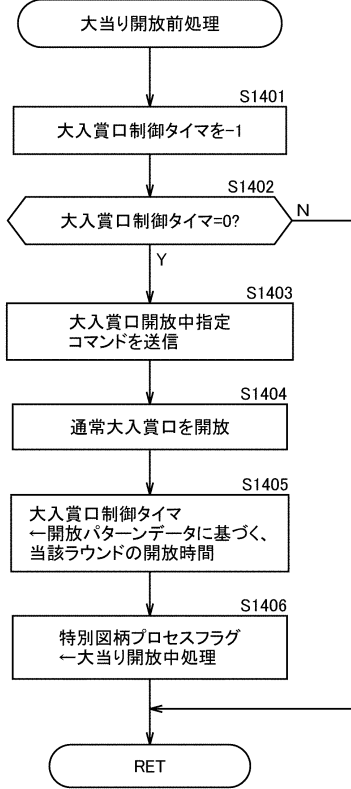 大当り開放前処理
S1401
大入賞口制御タイマを-1
S1402
大入賞口制御タイマ=0?
N
Y
S1403
大入賞口開放中指定
コマンドを送信
S1404
通常大入賞口を開放
S1405
大入賞口制御タイマ
←開放パターンデータに基づく、
当該ラウンドの開放時間
S1406
特別図柄プロセスフラグ
←大当り開放中処理
RET